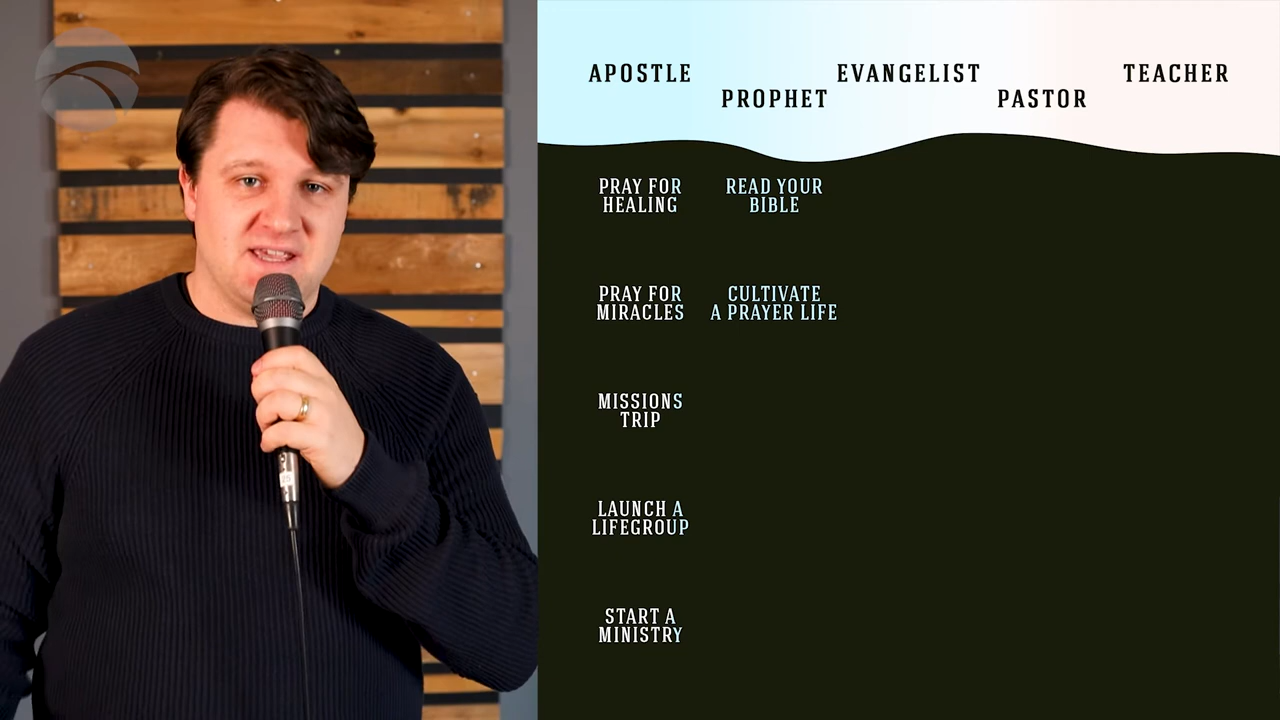 APOSTLE
PROPHET
EVANGELIST
PASTOR
TEACHER
PRAY FOR
HEALING
READ YOUR
BIBLE
PRAY FOR
MIRACLES
CULTIVATE
A PRAYER LIFE
MISSIONS
TRIP
LAUNCH A
LIFEGROUP
START A
MINISTRY
25